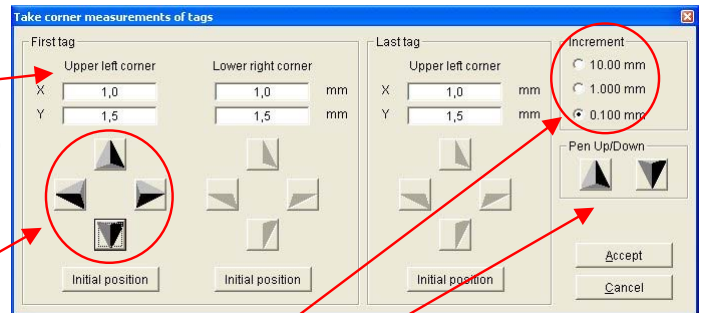 Take corner measurements of tags
First tag
Upper left corner Lower right corner
X 1,0 1,0 mm
Y 1,5 1,5 mm
Initial position Initial position
Last tag
Upper left corner
X 1,0 mm
Y 1,5 mm
Initial position
Increment
10.00 mm
1.000 mm
0.100 mm
Pen Up/Down
Accept
Cancel